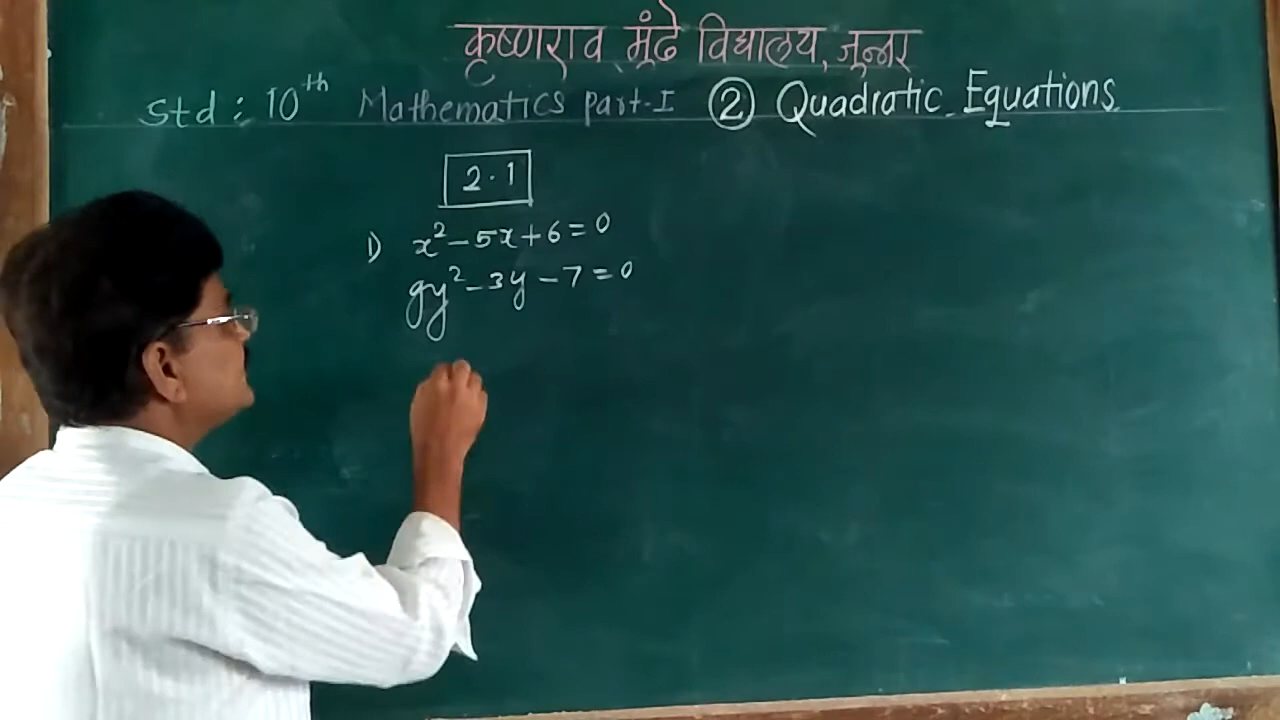 कृष्णराव मुंढे विद्यालय, जुन्नर
Std : 10th Mathematics Part-I ② Quadratic Equations
2.1
1) x² - 5x + 6 = 0
9y² - 3y - 7 = 0